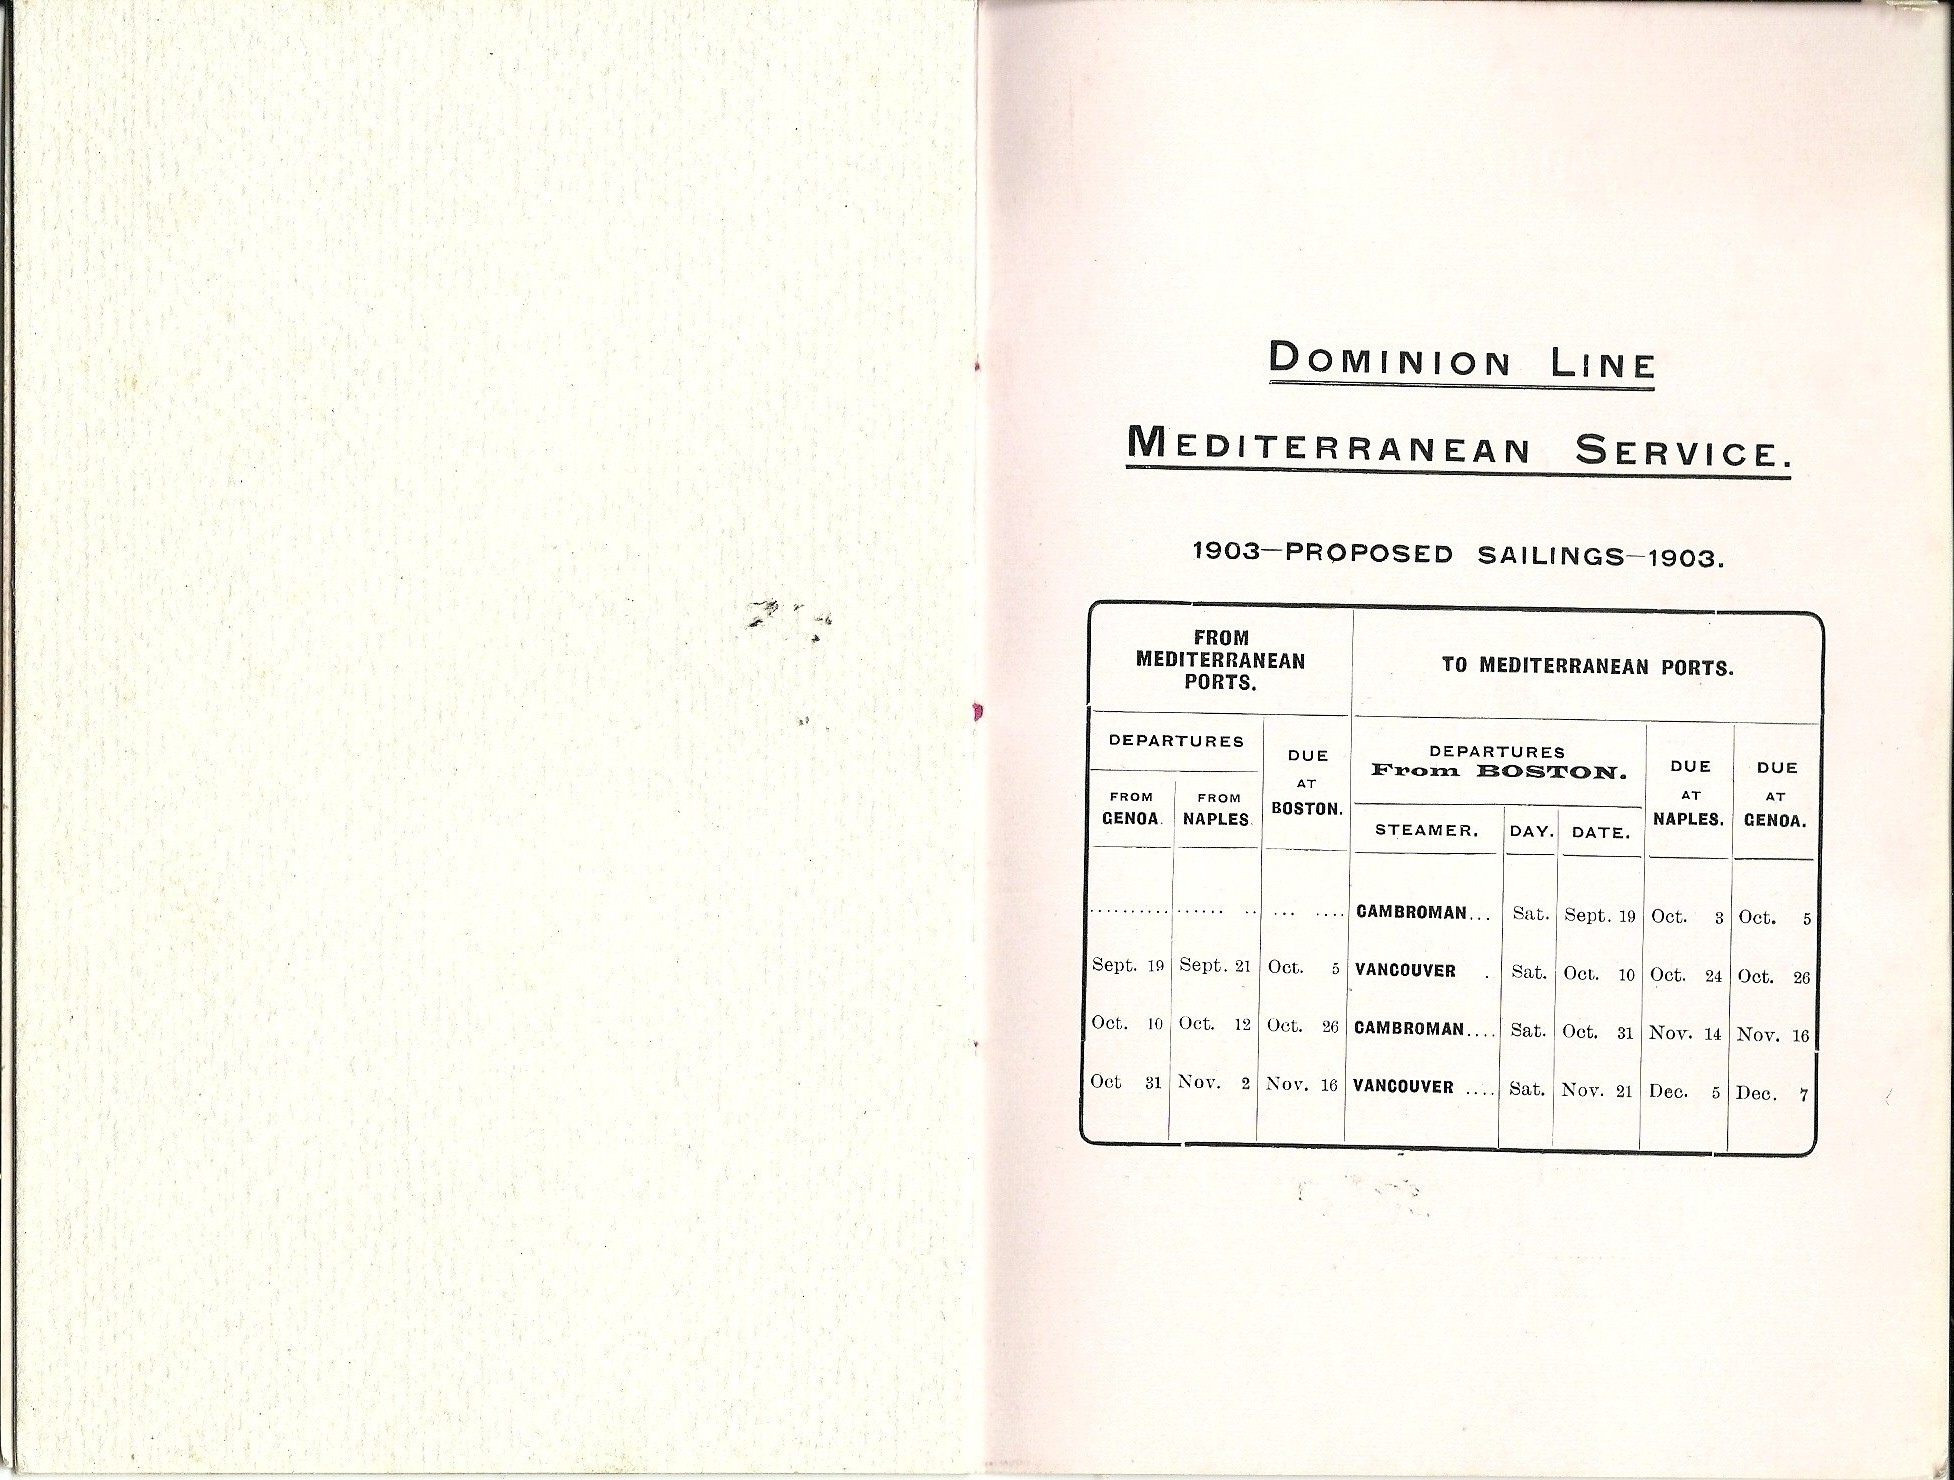 DOMINION LINE
MEDITERRANEAN SERVICE.
1903—PROPOSED SAILINGS—1903.
FROM
MEDITERRANEAN
PORTS.
TO MEDITERRANEAN PORTS.
DEPARTURES
DUE
AT
BOSTON.
DEPARTURES
From BOSTON.
DUE
AT
NAPLES.
DUE
AT
GENOA.
FROM
GENOA.
FROM
NAPLES
STEAMER. DAY. DATE.
.......... ...... .. ... .... CAMBROMAN... Sat. Sept. 19 Oct. 3 Oct. 5
Sept. 19 Sept. 21 Oct. 5 VANCOUVER . Sat. Oct. 10 Oct. 24 Oct. 26
Oct. 10 Oct. 12 Oct. 26 CAMBROMAN.... Sat. Oct. 31 Nov. 14 Nov. 16
Oct 31 Nov. 2 Nov. 16 VANCOUVER .... Sat. Nov. 21 Dec. 5 Dec. 7